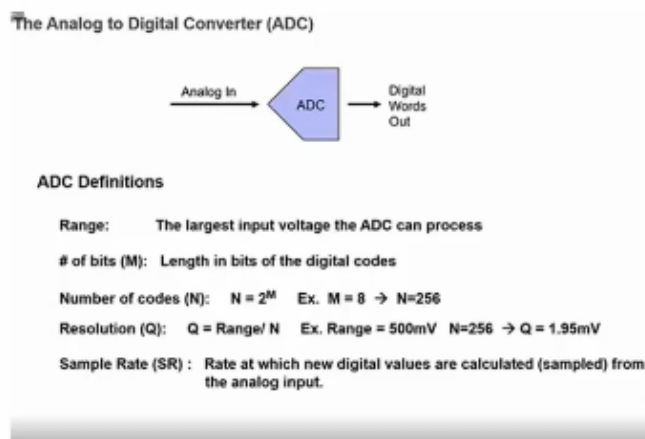 The Analog to Digital Converter (ADC)
Analog In
ADC
Digital
Words
Out
ADC Definitions
Range: The largest input voltage the ADC can process
# of bits (M): Length in bits of the digital codes
Number of codes (N): N = 2ᴹ Ex. M = 8 → N=256
Resolution (Q): Q = Range/ N Ex. Range = 500mV N=256 → Q = 1.95mV
Sample Rate (SR) : Rate at which new digital values are calculated (sampled) from
the analog input.